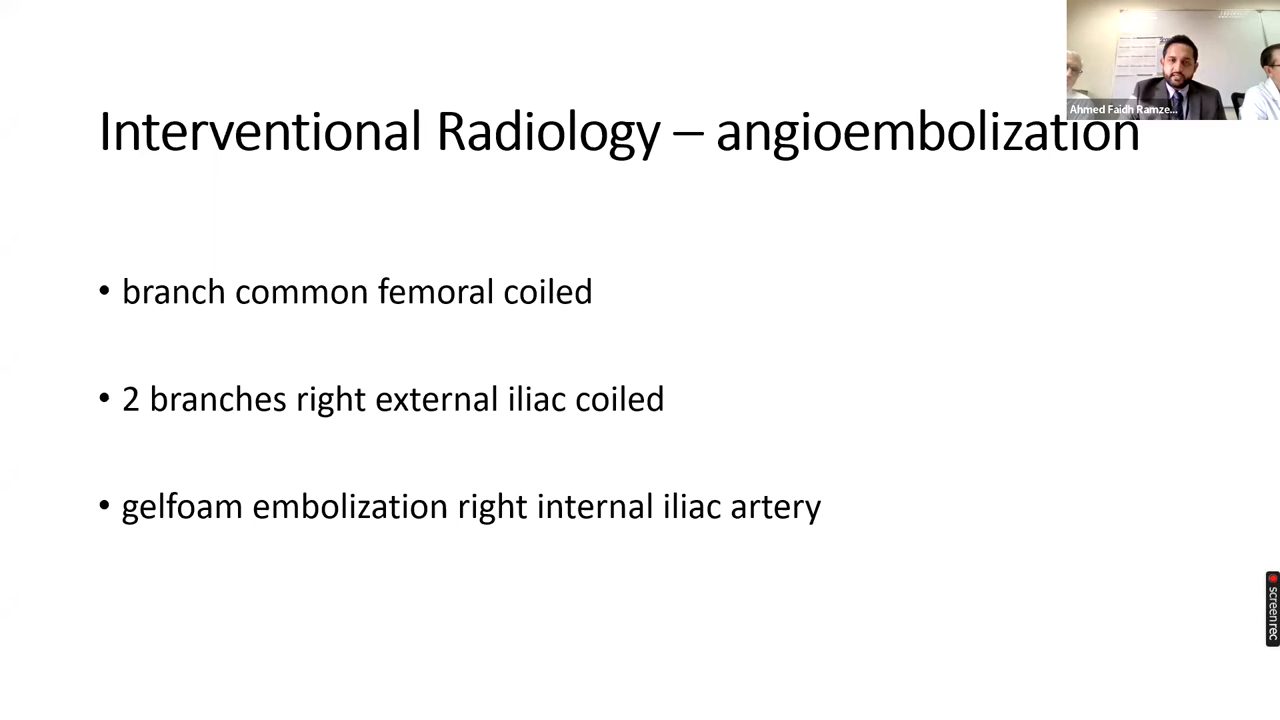 Ahmed Faidh Ramze...
Interventional Radiology – angioembolization
• branch common femoral coiled
• 2 branches right external iliac coiled
• gelfoam embolization right internal iliac artery
screenrec